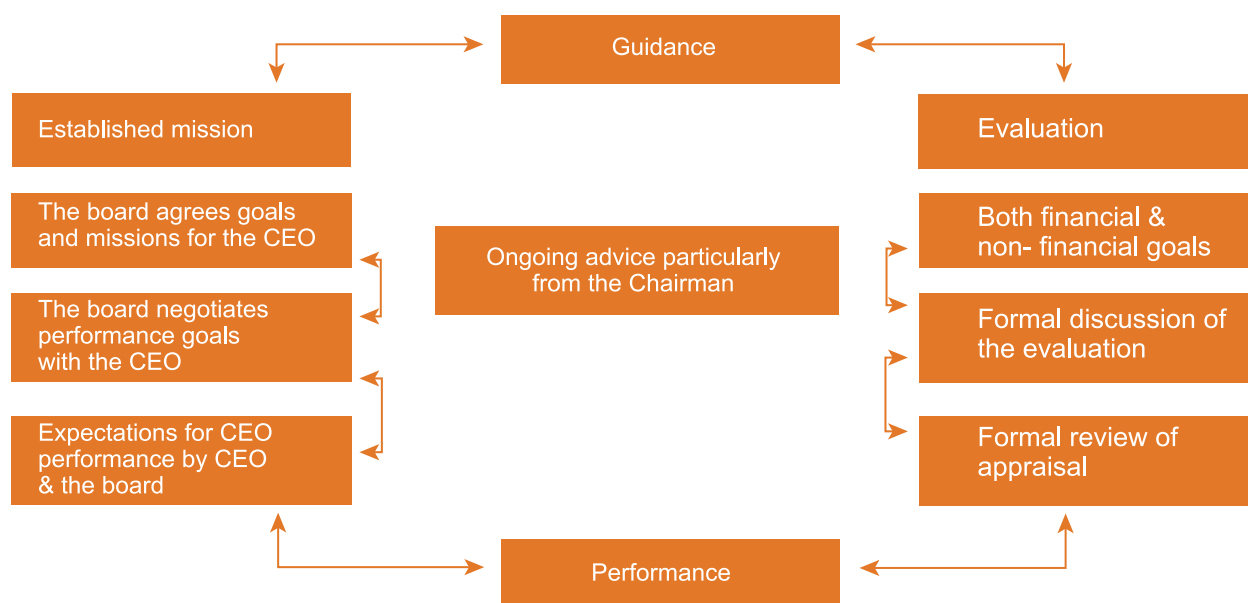 Guidance
Established mission
The board agrees goals
and missions for the CEO
The board negotiates
performance goals
with the CEO
Expectations for CEO
performance by CEO
& the board
Ongoing advice particularly
from the Chairman
Evaluation
Both financial &
non- financial goals
Formal discussion of
the evaluation
Formal review of
appraisal
Performance